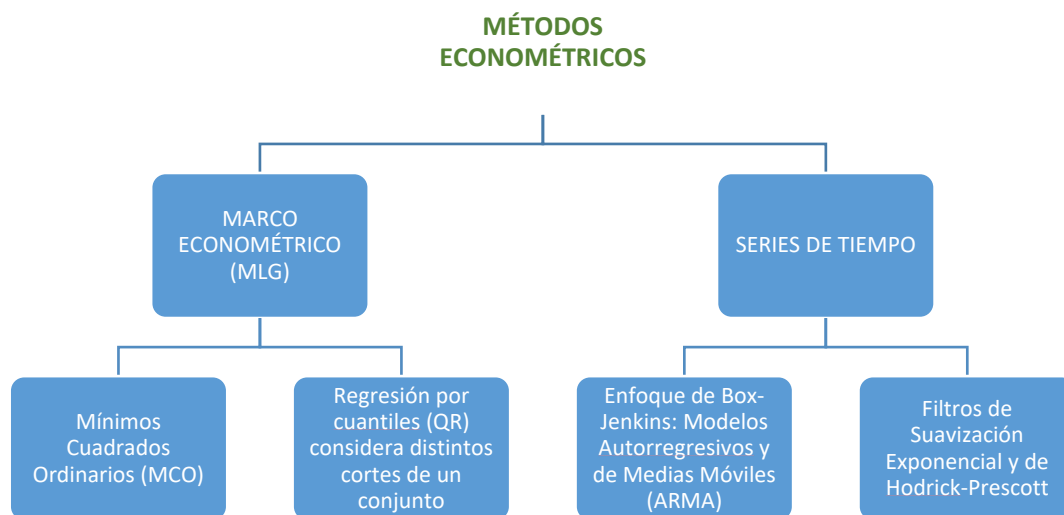 MÉTODOS
ECONOMÉTRICOS
MARCO
ECONOMÉTRICO
(MLG)
SERIES DE TIEMPO
Mínimos
Cuadrados
Ordinarios (MCO)
Regresión por
cuantiles (QR)
considera distintos
cortes de un
conjunto
Enfoque de Box-
Jenkins: Modelos
Autorregresivos y
de Medias Móviles
(ARMA)
Filtros de
Suavización
Exponencial y de
Hodrick-Prescott